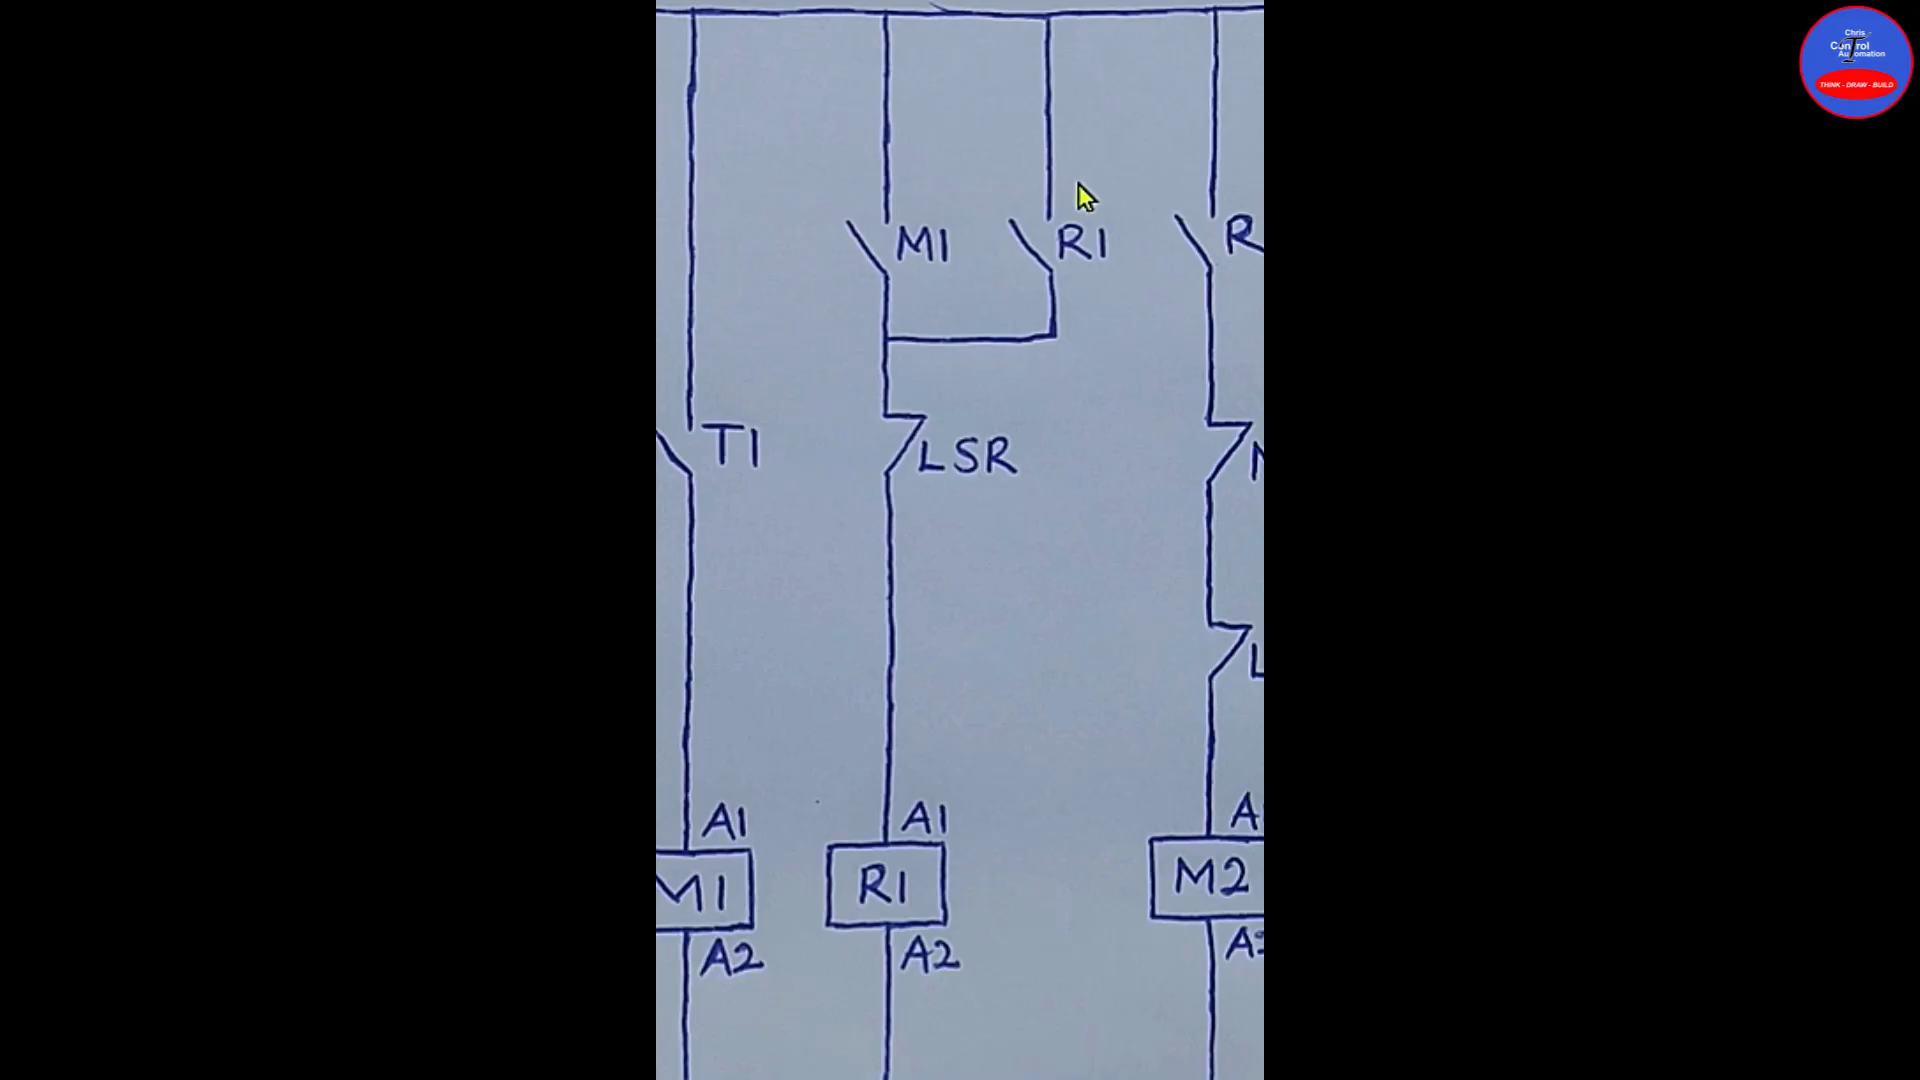 Chris
Control
Automation
THINK - DRAW - BUILD
M1
R1
R
T1
LSR
A1
A1
A
M1
R1
M2
A2
A2